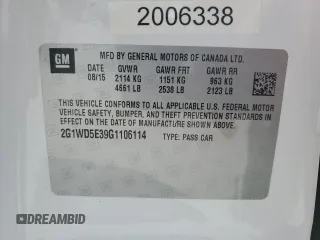 2006338
GM
MFD BY GENERAL MOTORS OF CANADA LTD.
DATE GVWR GAWR FRT GAWR RR
08/15 2114 KG 1151 KG 963 KG
4661 LB 2538 LB 2123 LB
THIS VEHICLE CONFORMS TO ALL APPLICABLE U.S. FEDERAL MOTOR
VEHICLE SAFETY, BUMPER, AND THEFT PREVENTION STANDARDS
IN EFFECT ON THE DATE OF MANUFACTURE SHOWN ABOVE.
2G1WD5E39G1106114 TYPE: PASS CAR
DREAMBID